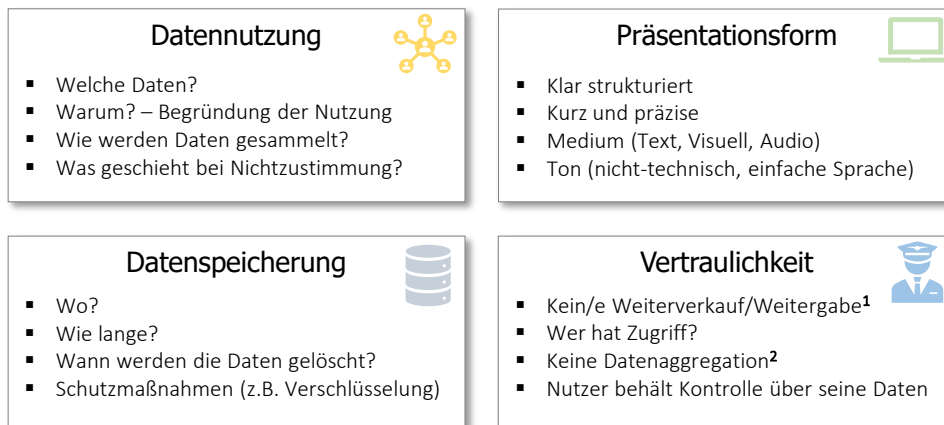 Datennutzung
▪ Welche Daten?
▪ Warum? – Begründung der Nutzung
▪ Wie werden Daten gesammelt?
▪ Was geschieht bei Nichtzustimmung?
Präsentationsform
▪ Klar strukturiert
▪ Kurz und präzise
▪ Medium (Text, Visuell, Audio)
▪ Ton (nicht-technisch, einfache Sprache)
Datenspeicherung
▪ Wo?
▪ Wie lange?
▪ Wann werden die Daten gelöscht?
▪ Schutzmaßnahmen (z.B. Verschlüsselung)
Vertraulichkeit
▪ Kein/e Weiterverkauf/Weitergabe¹
▪ Wer hat Zugriff?
▪ Keine Datenaggregation²
▪ Nutzer behält Kontrolle über seine Daten